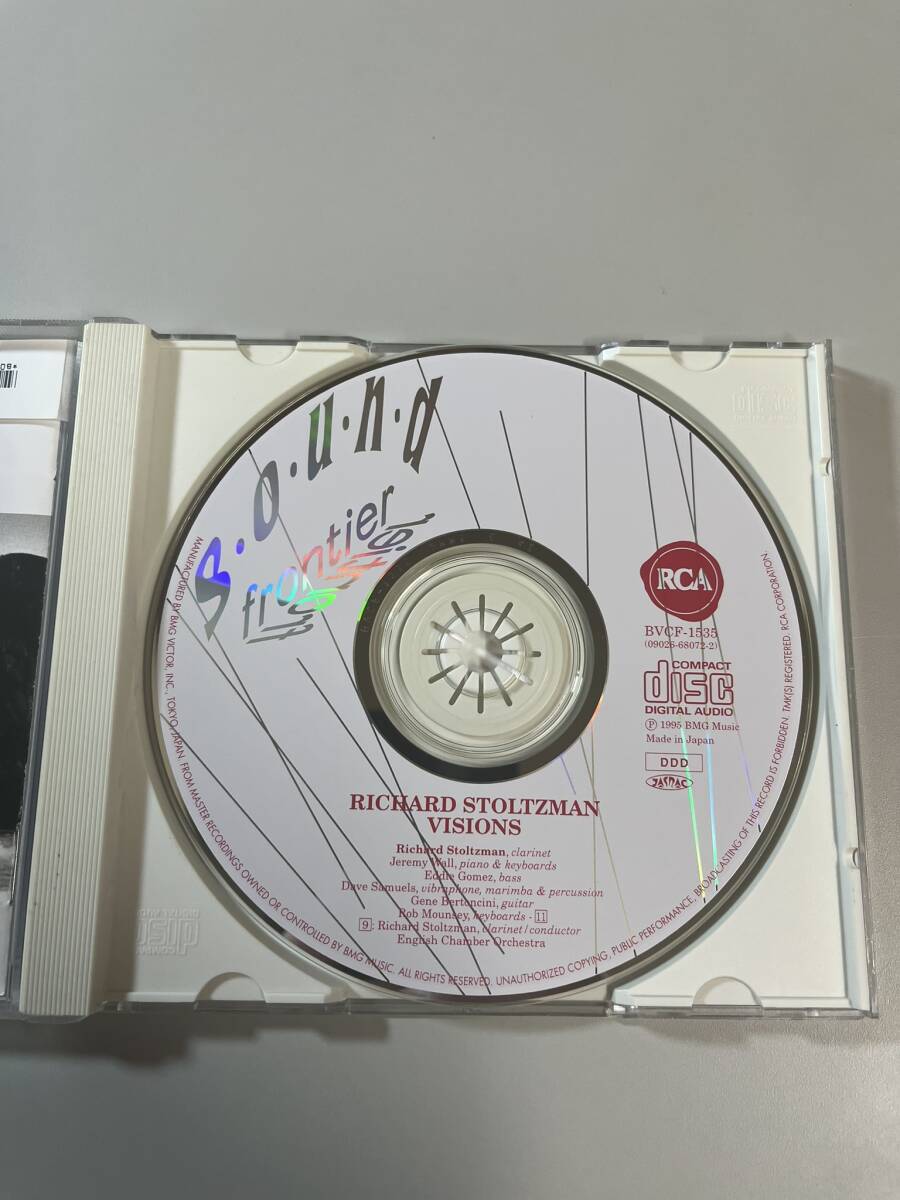 S·o·u·n·d
frontier
RCA
BVCF-1535
(09026-68072-2)
COMPACT
disc
DIGITAL AUDIO
Ⓟ 1995 BMG Music
Made in Japan
DDD
JASRAC
RICHARD STOLTZMAN
VISIONS
Richard Stoltzman, clarinet
Jeremy Wall, piano & keyboards
Eddie Gomez, bass
Dave Samuels, vibraphone, marimba & percussion
Gene Bertoncini, guitar
Rob Mounsey, keyboards - 11
9: Richard Stoltzman, clarinet/conductor
English Chamber Orchestra
MANUFACTURED BY BMG VICTOR, INC., TOKYO, JAPAN. FROM MASTER RECORDINGS OWNED OR CONTROLLED BY BMG MUSIC. ALL RIGHTS RESERVED. UNAUTHORIZED COPYING, PUBLIC PERFORMANCE, BROADCASTING OF THIS RECORD IS FORBIDDEN. TMK(S) REGISTERED. RCA CORPORATION.